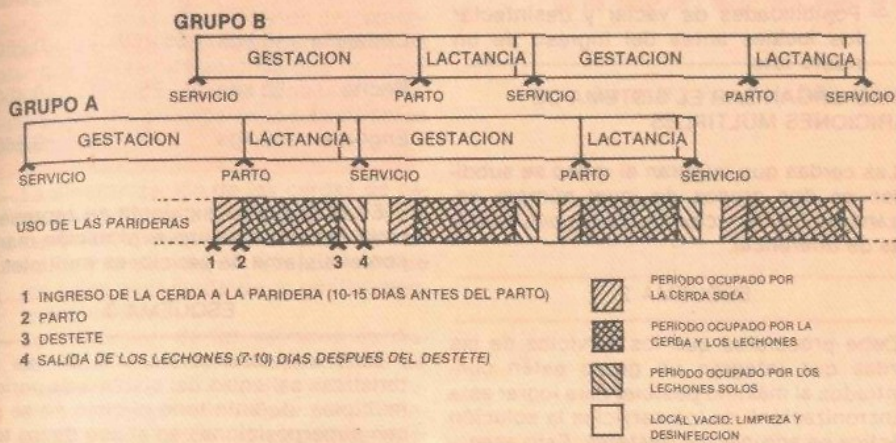 GRUPO B
GESTACION LACTANCIA GESTACION LACTANCIA
SERVICIO PARTO SERVICIO PARTO SERVICIO
GRUPO A
GESTACION LACTANCIA GESTACION LACTANCIA
SERVICIO PARTO SERVICIO PARTO SERVICIO
USO DE LAS PARIDERAS
1 2 3 4
1 INGRESO DE LA CERDA A LA PARIDERA (10-15 DIAS ANTES DEL PARTO)
2 PARTO
3 DESTETE
4 SALIDA DE LOS LECHONES (7-10) DIAS DESPUES DEL DESTETE)
PERIODO OCUPADO POR
LA CERDA SOLA
PERIODO OCUPADO POR LA
CERDA Y LOS LECHONES
PERIODO OCUPADO POR LOS
LECHONES SOLOS
LOCAL VACIO: LIMPIEZA Y
DESINFECCION